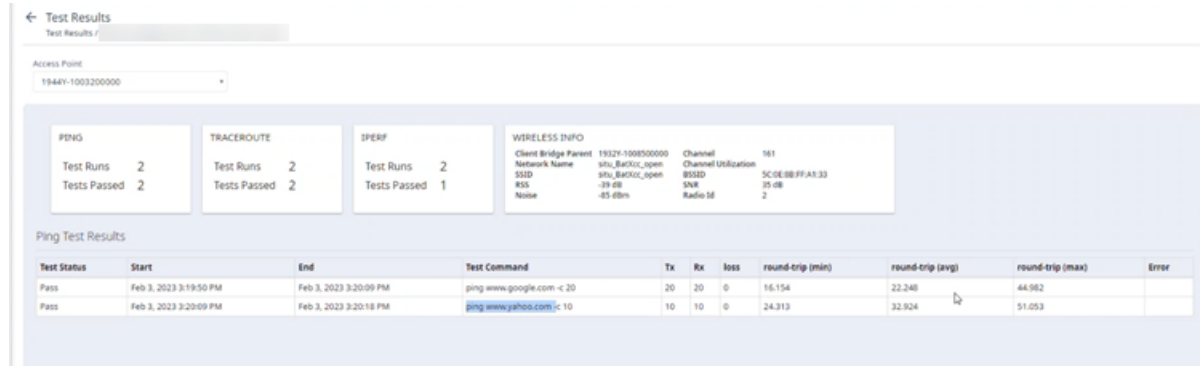 Test Results
Test Results /
Access Point
1944Y-1003200000
PING
Test Runs 2
Tests Passed 2
TRACEROUTE
Test Runs 2
Tests Passed 2
IPERF
Test Runs 2
Tests Passed 1
WIRELESS INFO
Client Bridge Parent 1932Y-1008500000 Channel 161
Network Name situ_BatXcc_open Channel Utilization
SSID situ_BatXcc_open BSSID 5C:0E:8B:FF:A1:33
RSS -39 dB SNR 35 dB
Noise -85 dBm Radio Id 2
Ping Test Results
Test Status Start End Test Command Tx Rx loss round-trip (min) round-trip (avg) round-trip (max) Error
Pass Feb 3, 2023 3:19:50 PM Feb 3, 2023 3:20:09 PM ping www.google.com -c 20 20 20 0 16.154 22.248 44.982
Pass Feb 3, 2023 3:20:09 PM Feb 3, 2023 3:20:18 PM ping www.yahoo.com -c 10 10 10 0 24.313 32.924 51.053